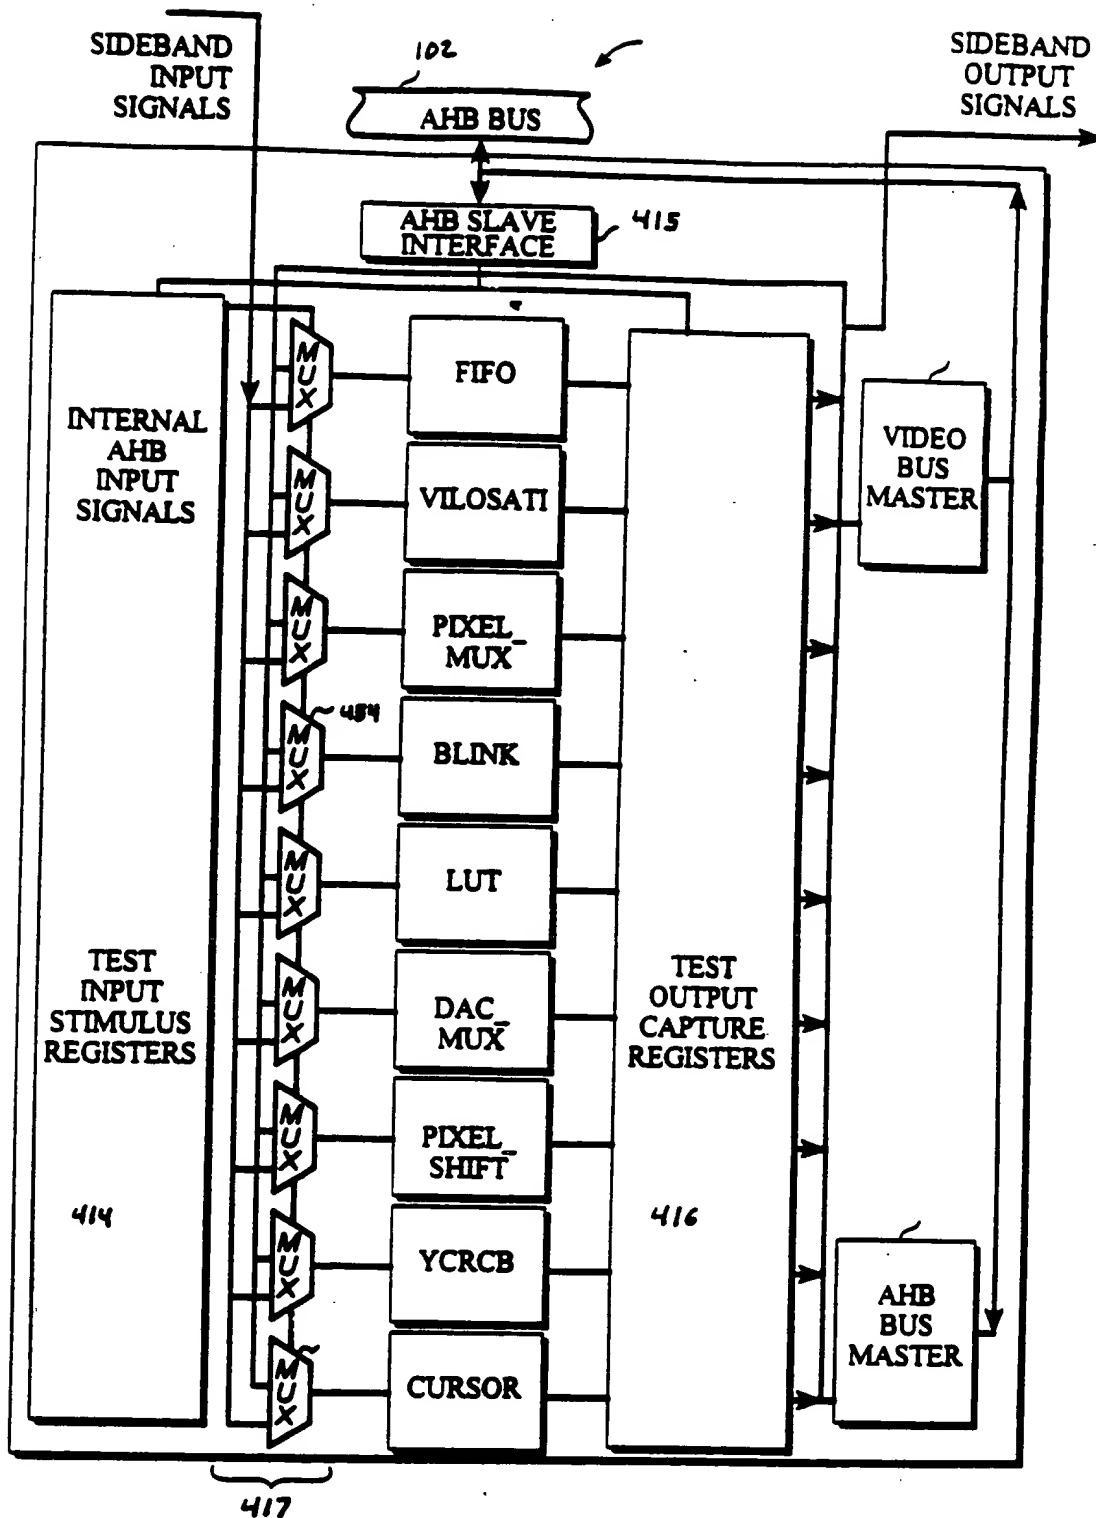 SIDEBAND
INPUT
SIGNALS
102
AHB BUS
SIDEBAND
OUTPUT
SIGNALS
AHB SLAVE
INTERFACE
415
INTERNAL
AHB
INPUT
SIGNALS
TEST
INPUT
STIMULUS
REGISTERS
414
MUX
FIFO
MUX
VILOSATI
MUX
PIXEL_
MUX
MUX
454
BLINK
MUX
LUT
MUX
DAC_
MUX
MUX
PIXEL_
SHIFT
MUX
YCRCB
MUX
CURSOR
TEST
OUTPUT
CAPTURE
REGISTERS
416
VIDEO
BUS
MASTER
AHB
BUS
MASTER
417